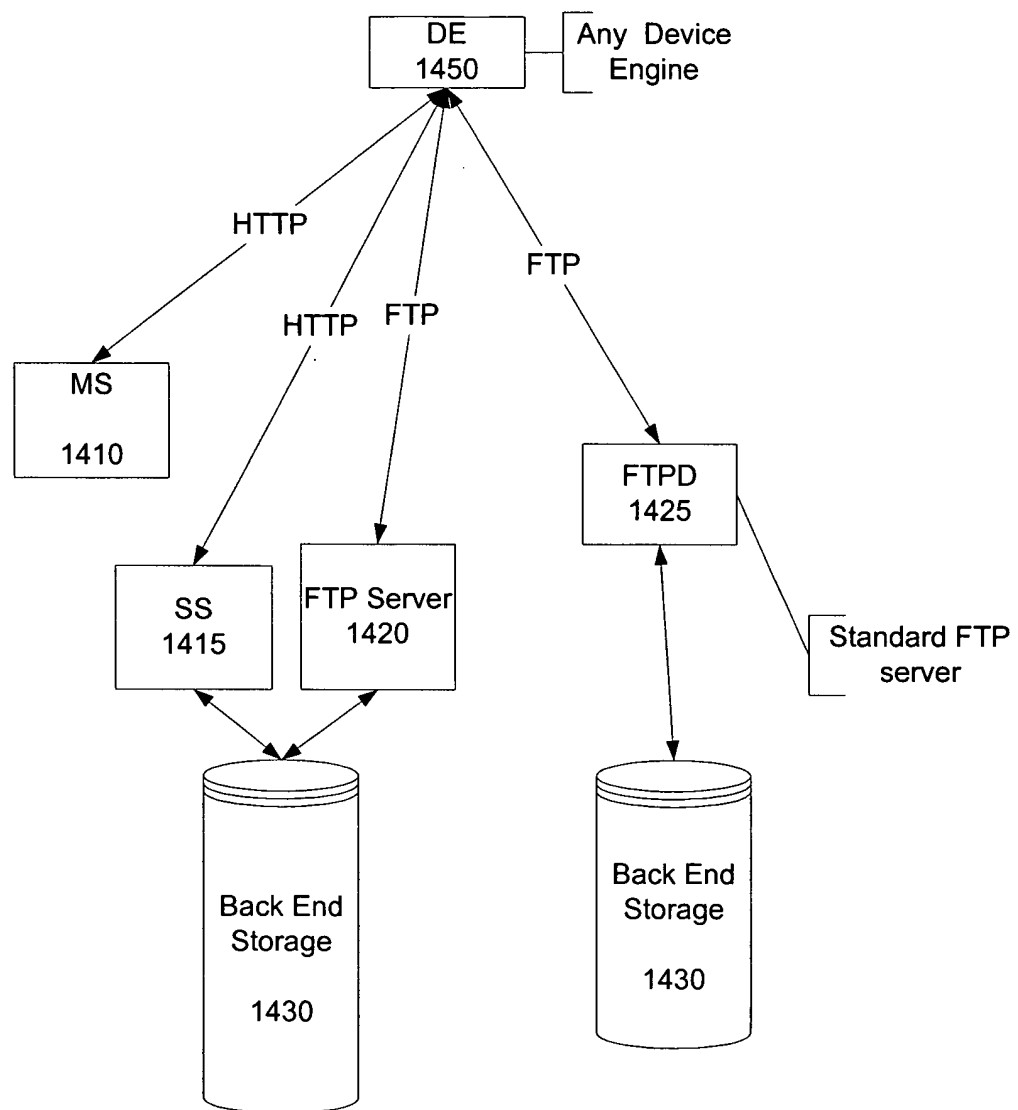 DE
1450
Any Device
Engine
HTTP
FTP
HTTP
FTP
MS
1410
FTPD
1425
SS
1415
FTP Server
1420
Standard FTP
server
Back End
Storage
1430
Back End
Storage
1430